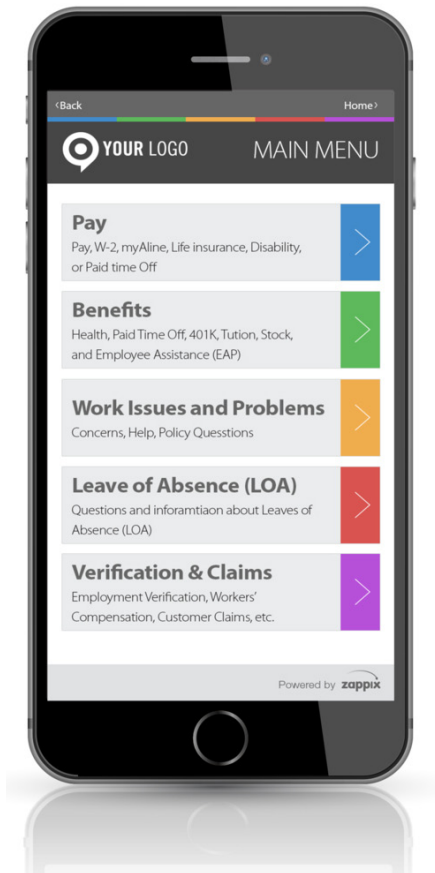 ‹Back Home›
YOUR LOGO MAIN MENU
Pay
Pay, W-2, myAline, Life insurance, Disability,
or Paid time Off
Benefits
Health, Paid Time Off, 401K, Tution, Stock,
and Employee Assistance (EAP)
Work Issues and Problems
Concerns, Help, Policy Quesstions
Leave of Absence (LOA)
Questions and inforamtiaon about Leaves of
Absence (LOA)
Verification & Claims
Employment Verification, Workers'
Compensation, Customer Claims, etc.
Powered by zappix